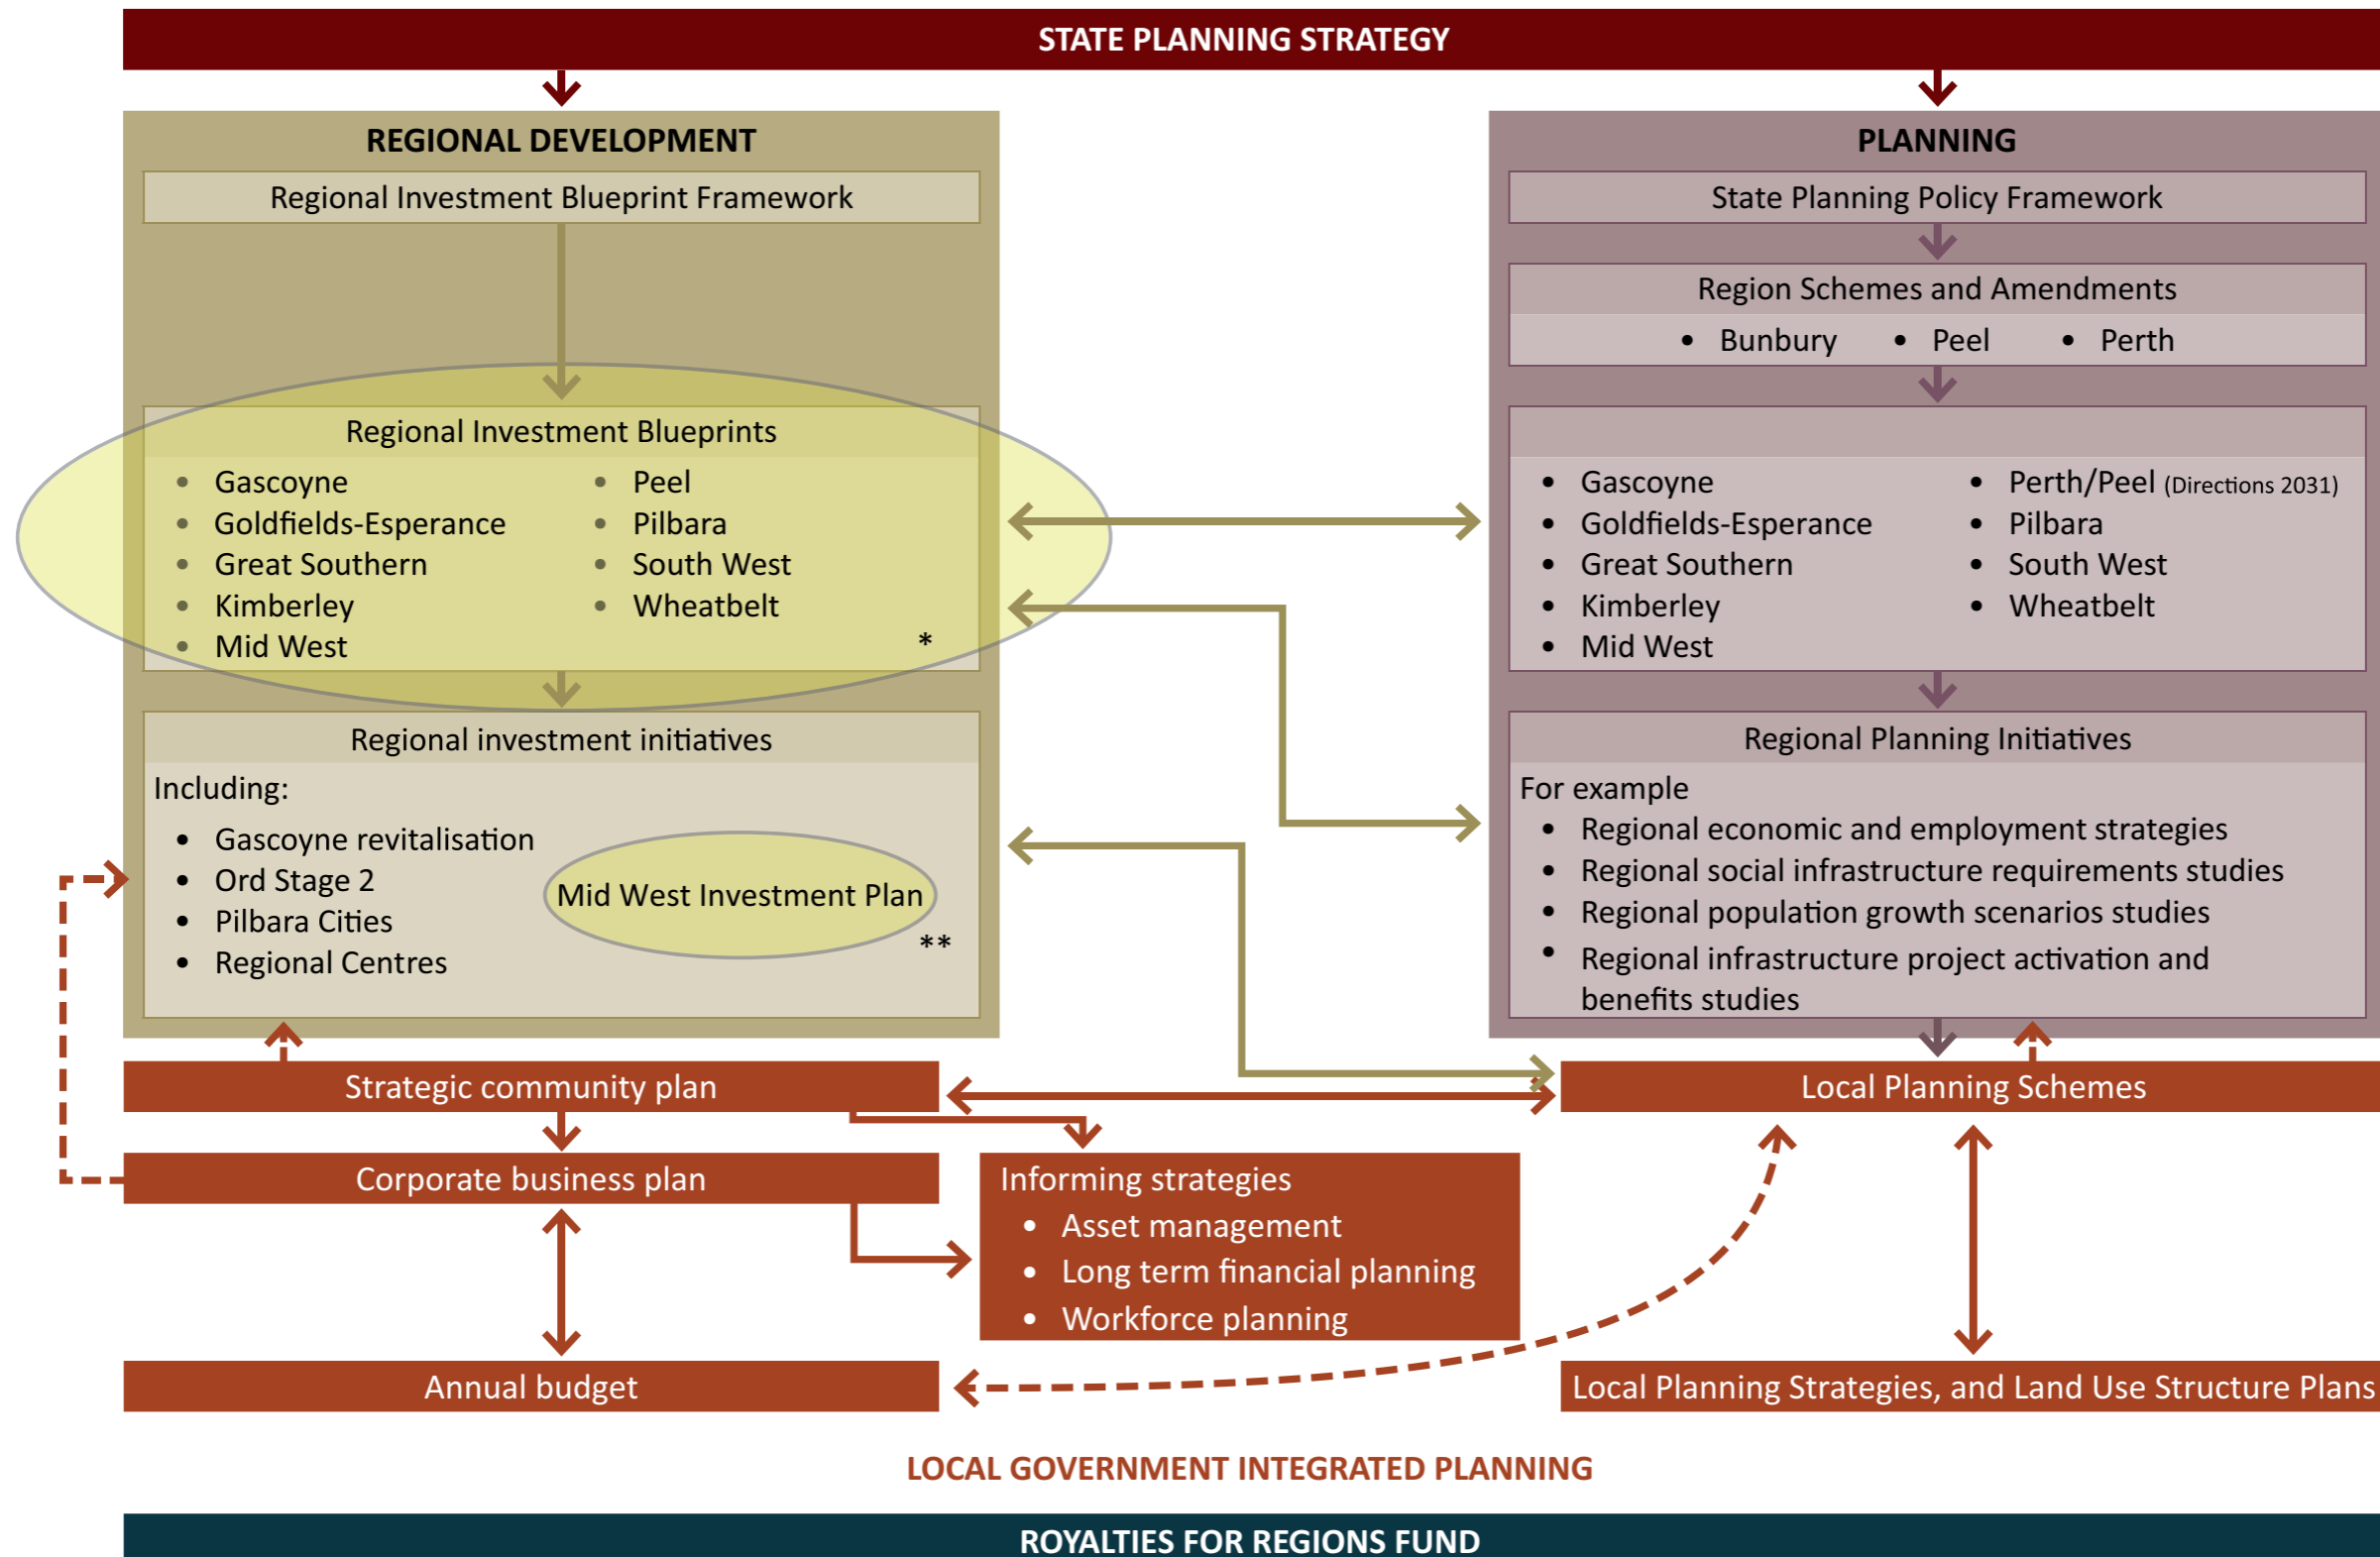 STATE PLANNING STRATEGY
REGIONAL DEVELOPMENT
Regional Investment Blueprint Framework
Regional Investment Blueprints
• Gascoyne
• Goldfields-Esperance
• Great Southern
• Kimberley
• Mid West
• Peel
• Pilbara
• South West
• Wheatbelt
*
Regional investment initiatives
Including:
• Gascoyne revitalisation
• Ord Stage 2
• Pilbara Cities
• Regional Centres
Mid West Investment Plan
**
PLANNING
State Planning Policy Framework
Region Schemes and Amendments
• Bunbury • Peel • Perth
• Gascoyne
• Goldfields-Esperance
• Great Southern
• Kimberley
• Mid West
• Perth/Peel (Directions 2031)
• Pilbara
• South West
• Wheatbelt
Regional Planning Initiatives
For example
• Regional economic and employment strategies
• Regional social infrastructure requirements studies
• Regional population growth scenarios studies
• Regional infrastructure project activation and
benefits studies
Strategic community plan
Local Planning Schemes
Corporate business plan
Informing strategies
• Asset management
• Long term financial planning
• Workforce planning
Annual budget
Local Planning Strategies, and Land Use Structure Plans
LOCAL GOVERNMENT INTEGRATED PLANNING
ROYALTIES FOR REGIONS FUND